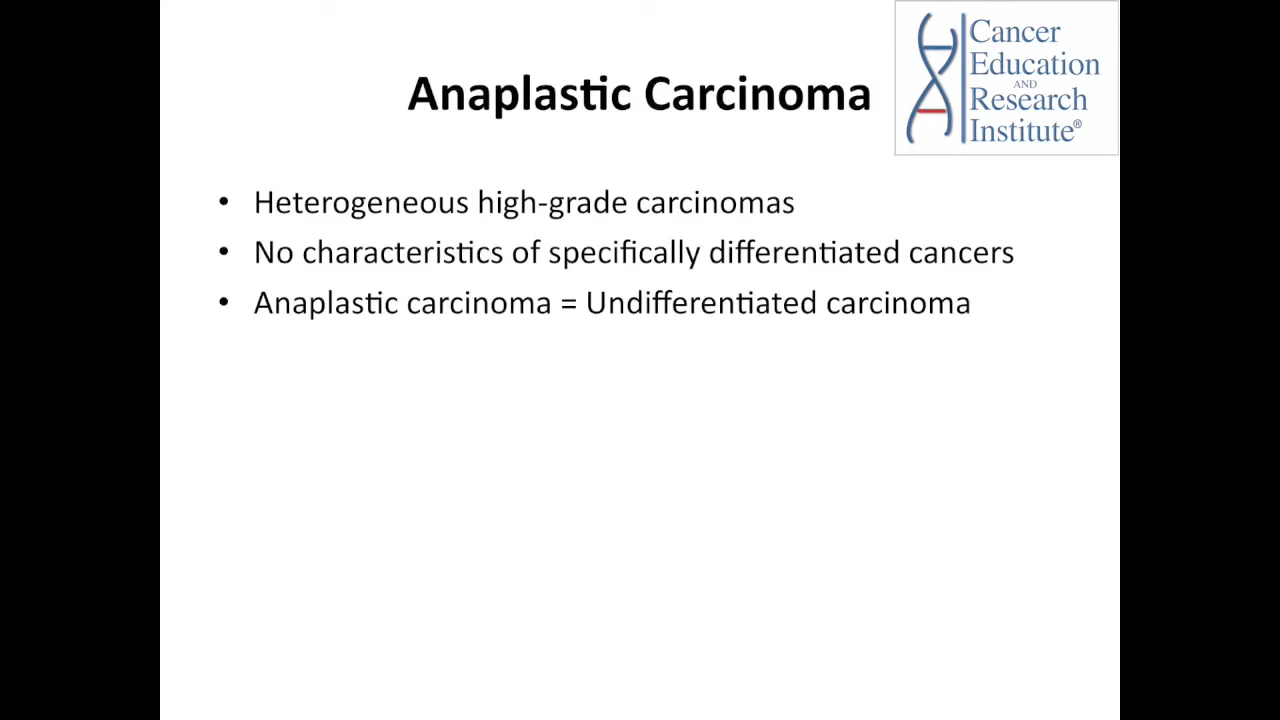 Cancer
Education
AND
Research
Institute®
Anaplastic Carcinoma
• Heterogeneous high-grade carcinomas
• No characteristics of specifically differentiated cancers
• Anaplastic carcinoma = Undifferentiated carcinoma